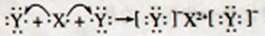 :Ÿ + ·X· + Ÿ: → [:Ÿ:]⁻ X²⁺ [:Ÿ:]⁻